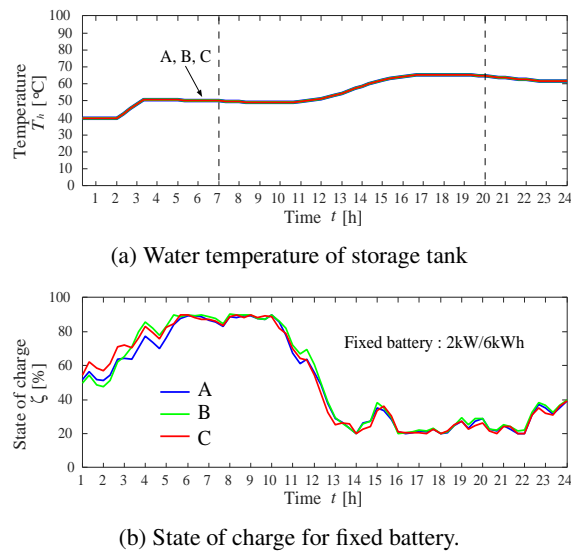 100
90
80
70
60
50
40
30
20
10
0
Temperature
T_h [°C]
A, B, C
1 2 3 4 5 6 7 8 9 10 11 12 13 14 15 16 17 18 19 20 21 22 23 24
Time t [h]
(a) Water temperature of storage tank
100
80
60
40
20
0
State of charge
ζ [%]
Fixed battery : 2kW/6kWh
A
B
C
1 2 3 4 5 6 7 8 9 10 11 12 13 14 15 16 17 18 19 20 21 22 23 24
Time t [h]
(b) State of charge for fixed battery.